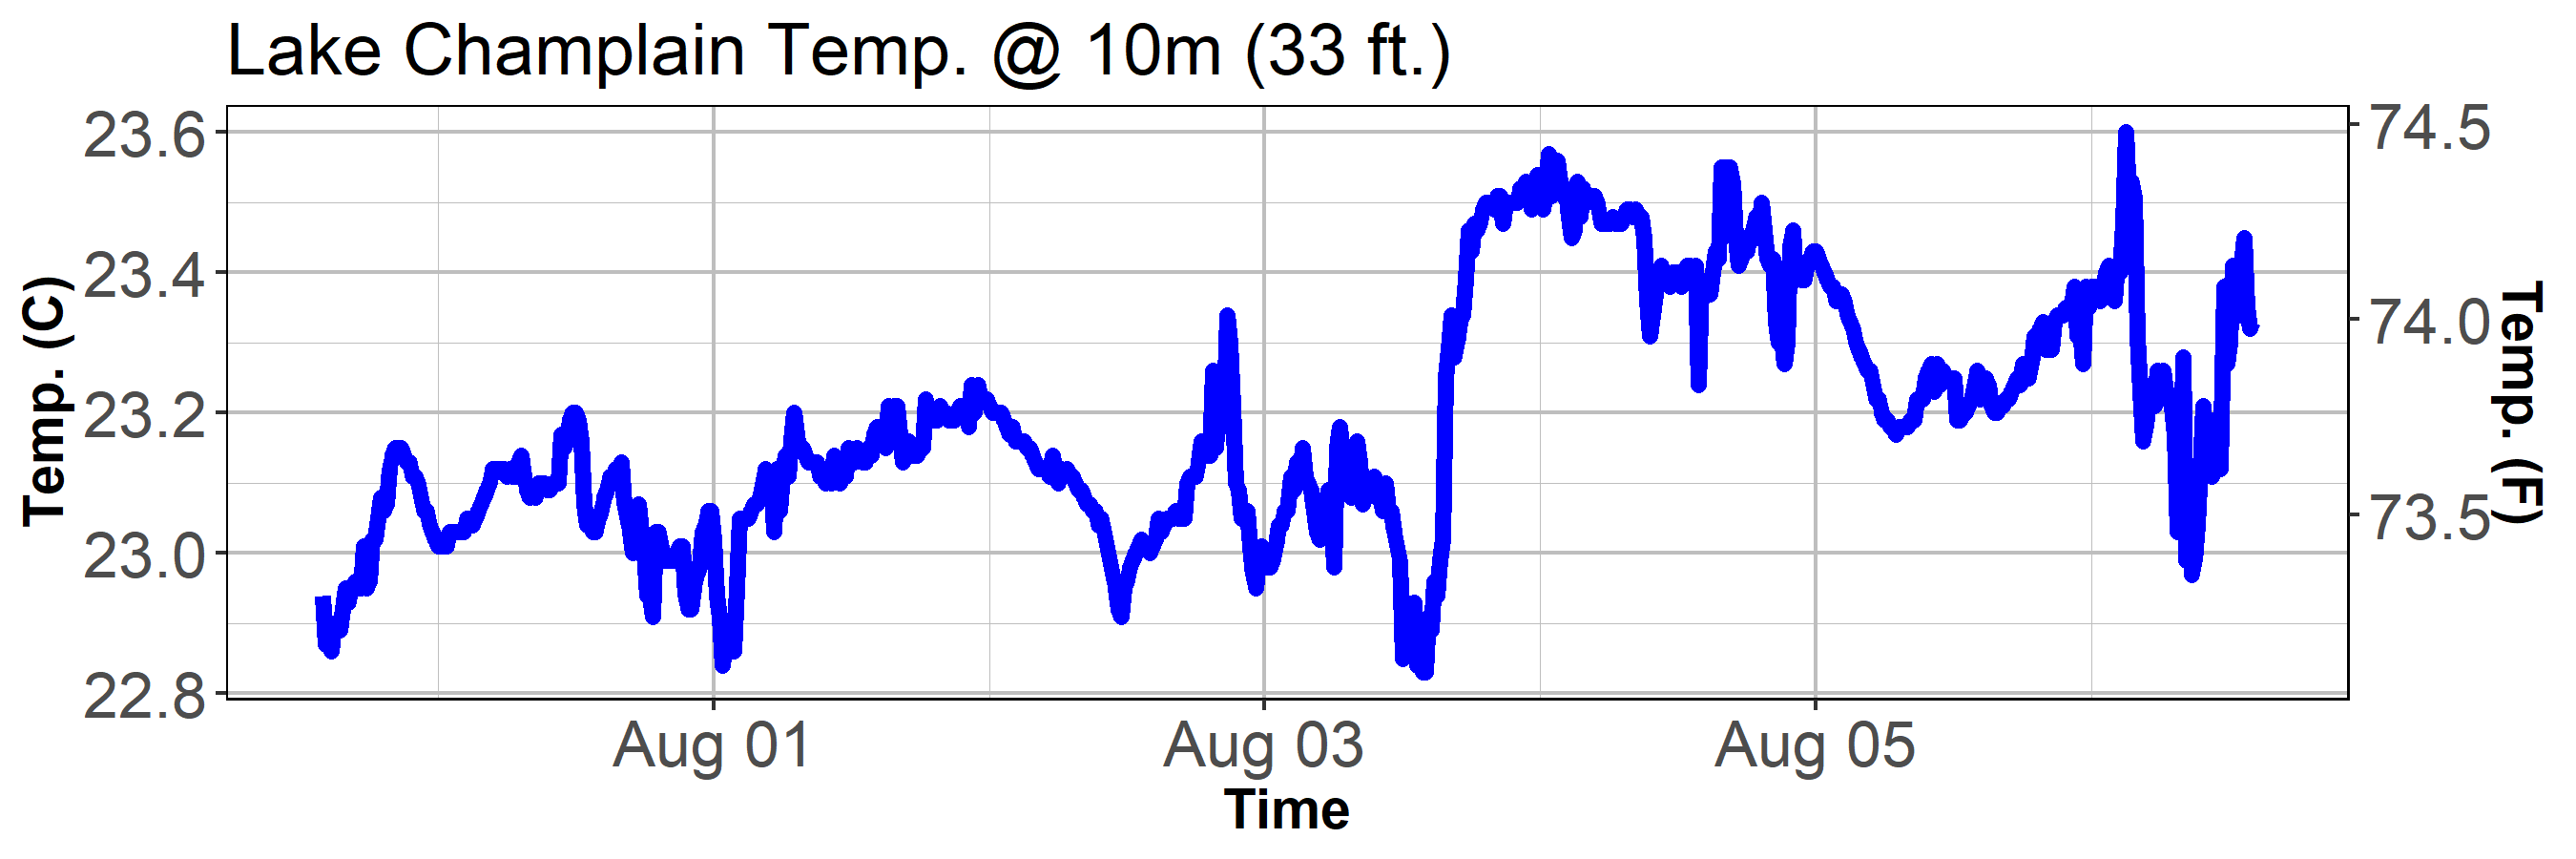 Lake Champlain Temp. @ 10m (33 ft.)
Temp. (C)
23.6
23.4
23.2
23.0
22.8
74.5
74.0
73.5
Temp. (F)
Aug 01
Aug 03
Aug 05
Time